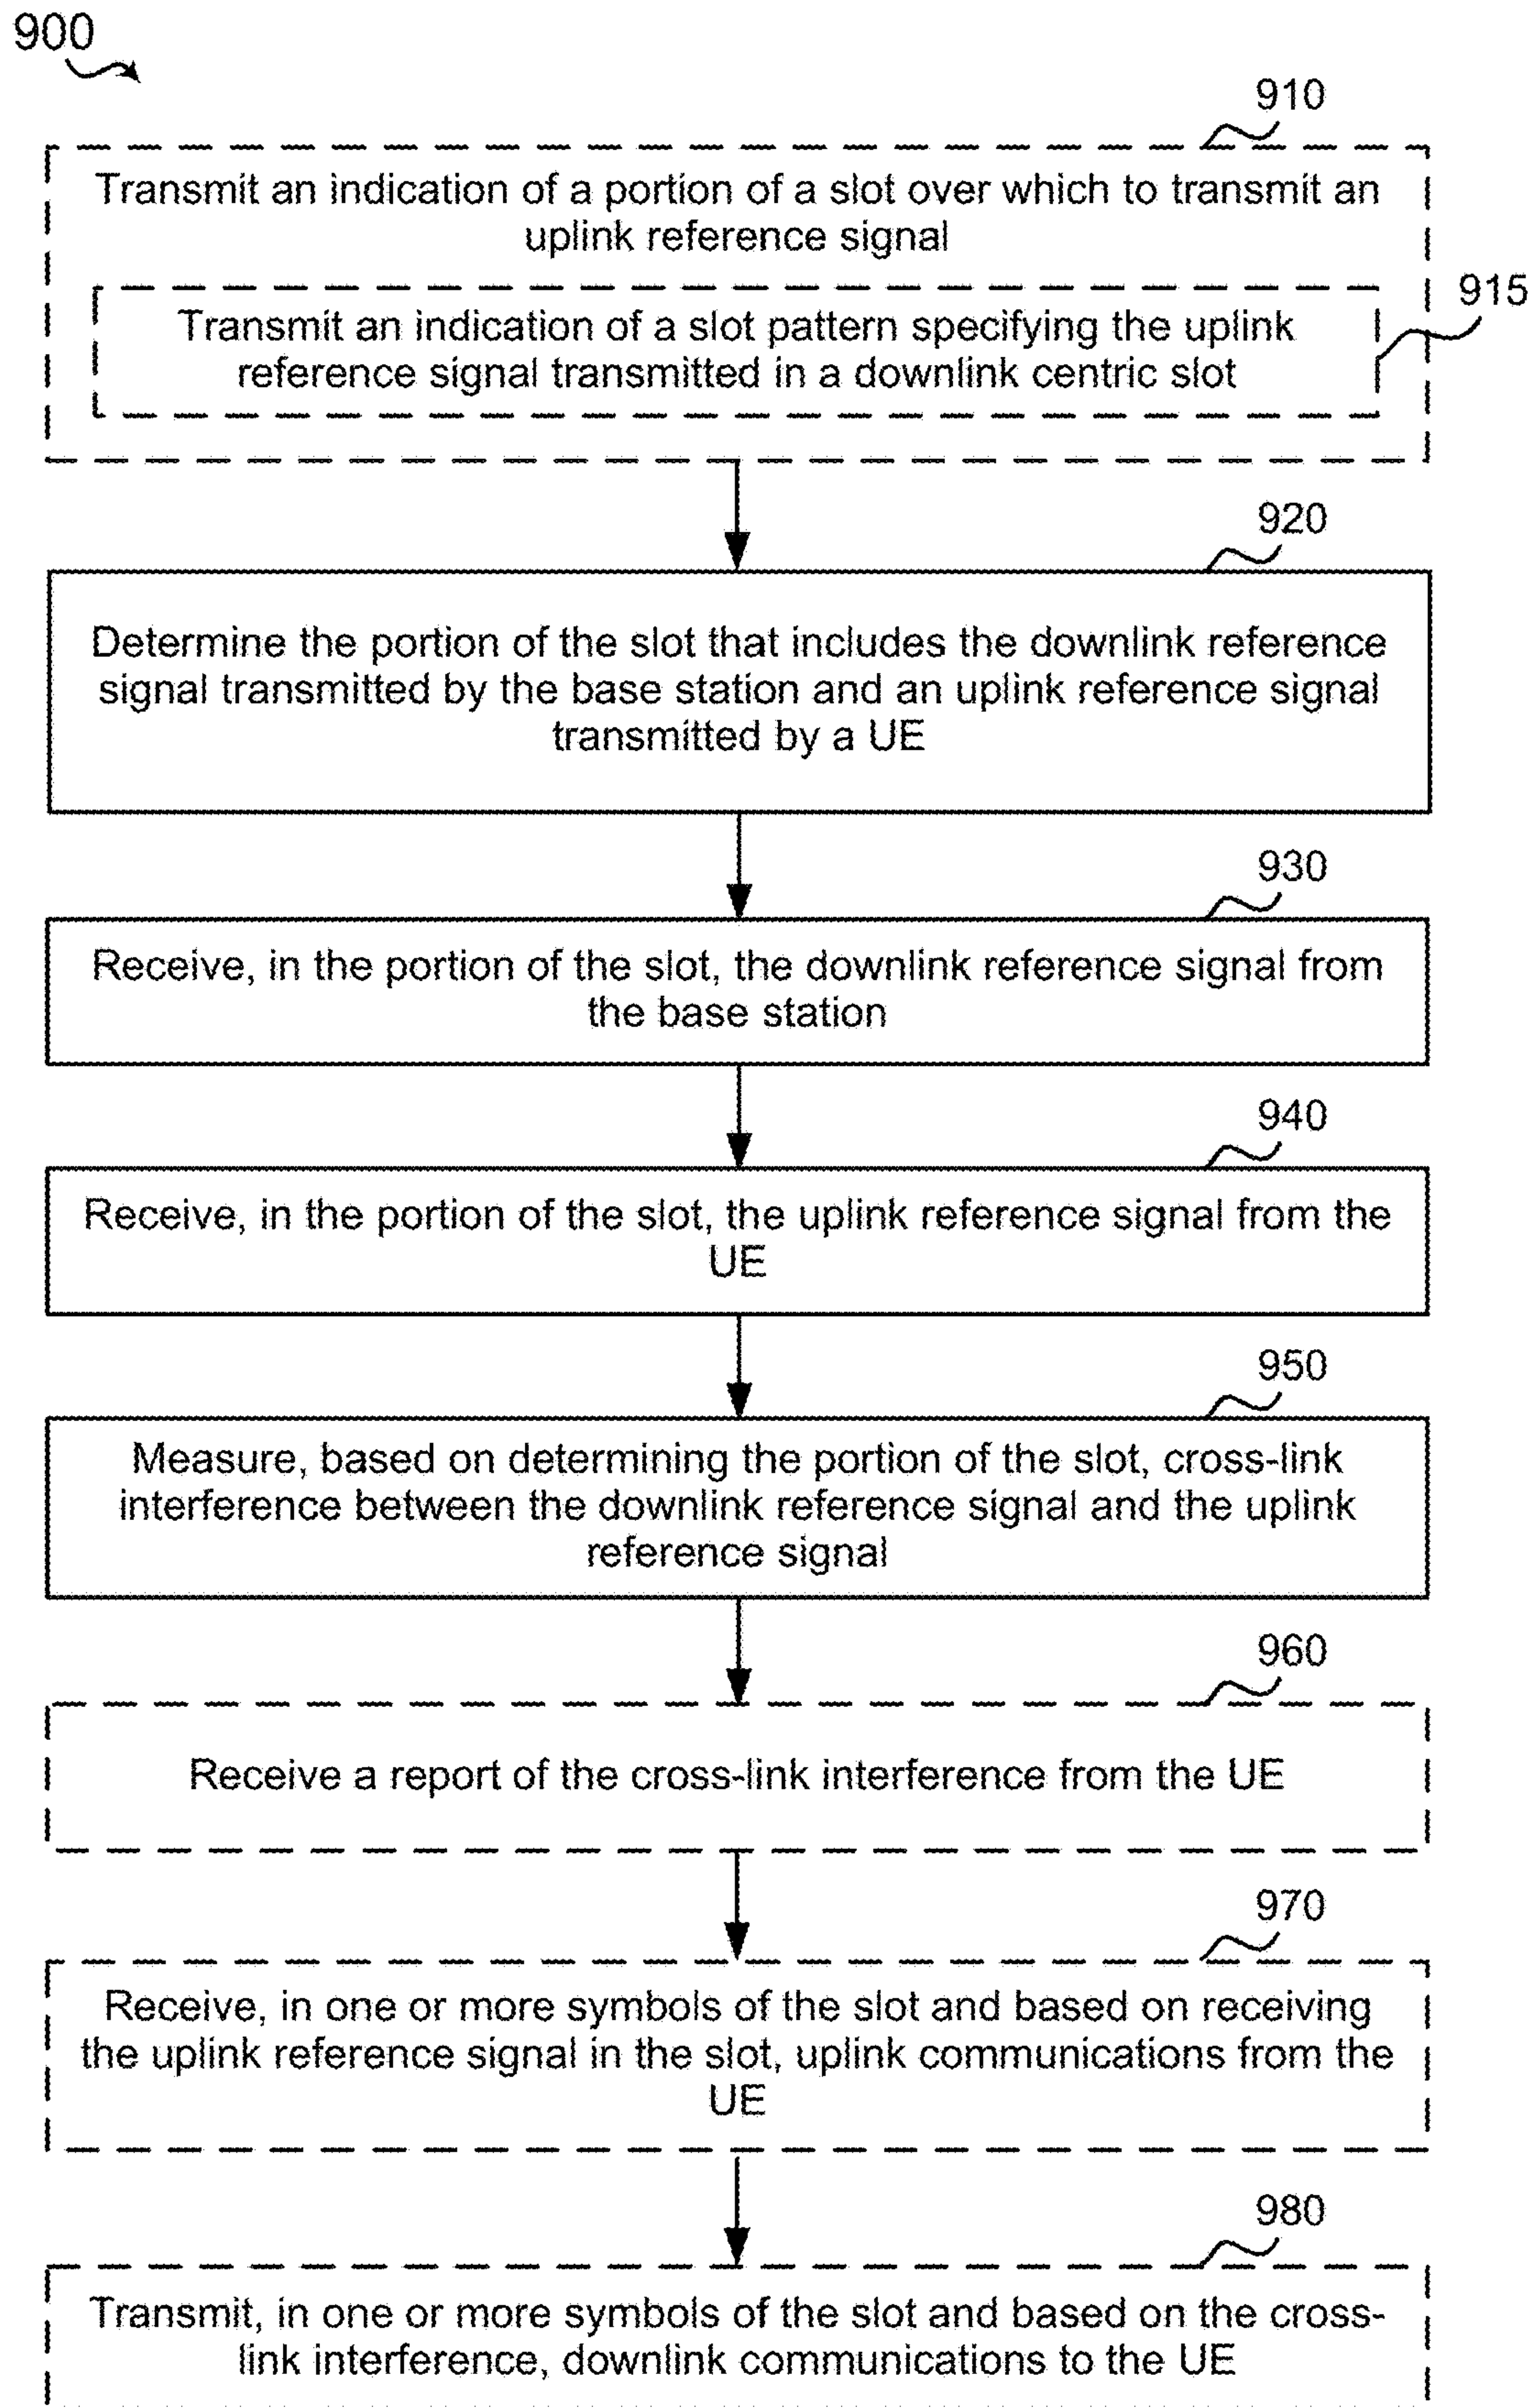 900
910
Transmit an indication of a portion of a slot over which to transmit an
uplink reference signal
915
Transmit an indication of a slot pattern specifying the uplink
reference signal transmitted in a downlink centric slot
920
Determine the portion of the slot that includes the downlink reference
signal transmitted by the base station and an uplink reference signal
transmitted by a UE
930
Receive, in the portion of the slot, the downlink reference signal from
the base station
940
Receive, in the portion of the slot, the uplink reference signal from the
UE
950
Measure, based on determining the portion of the slot, cross-link
interference between the downlink reference signal and the uplink
reference signal
960
Receive a report of the cross-link interference from the UE
970
Receive, in one or more symbols of the slot and based on receiving
the uplink reference signal in the slot, uplink communications from the
UE
980
Transmit, in one or more symbols of the slot and based on the cross-
link interference, downlink communications to the UE